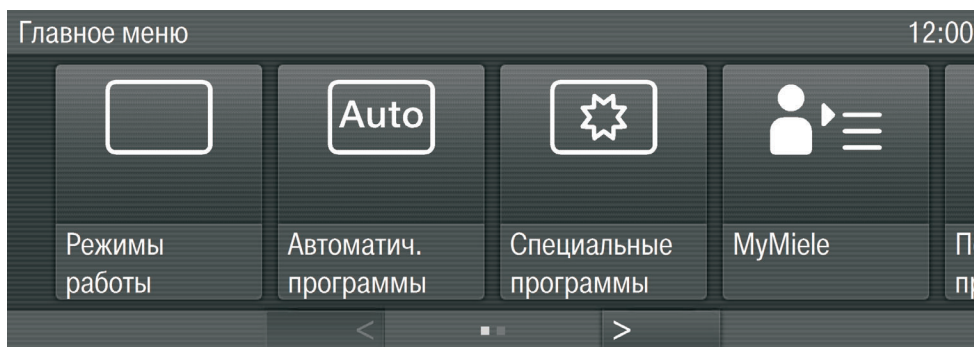 Главное меню
12:00
Auto
Режимы
работы
Автоматич.
программы
Специальные
программы
MyMiele
<
>